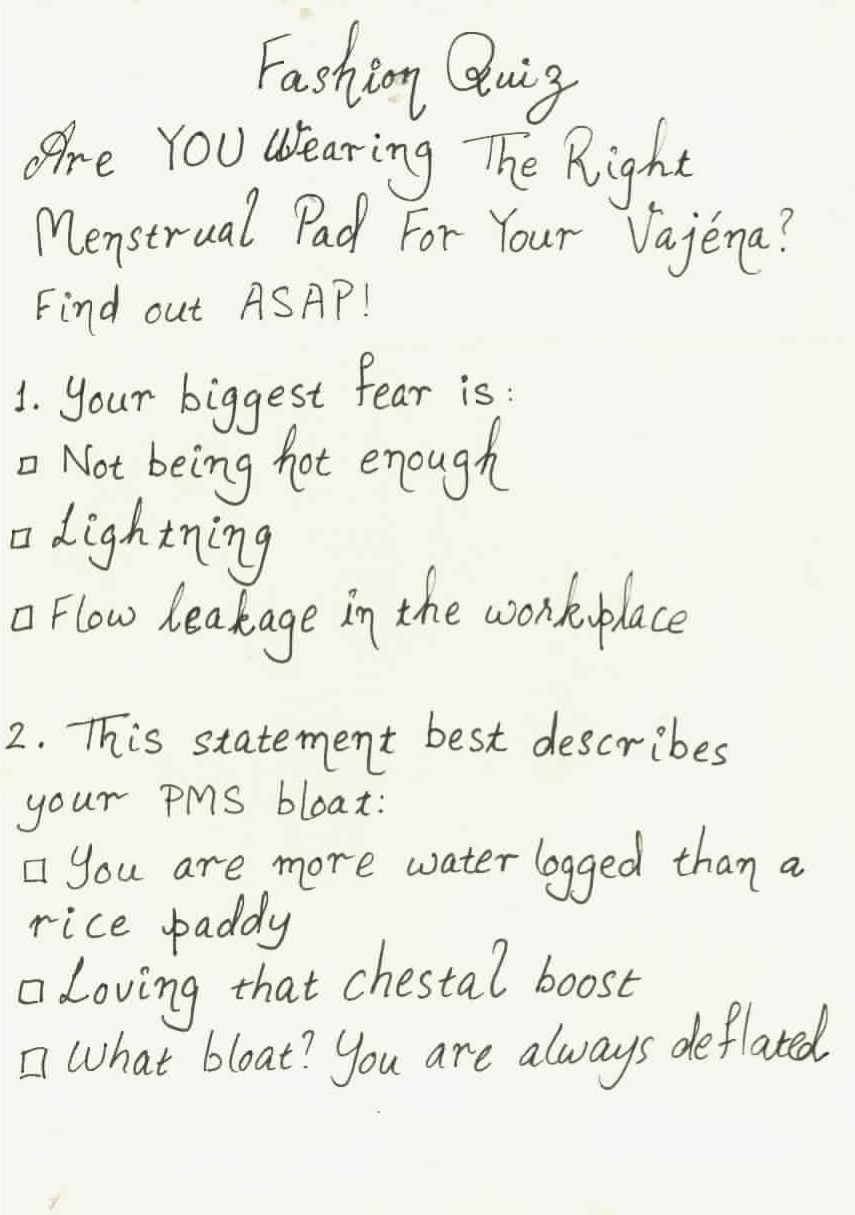 Fashion Quiz
Are YOU Wearing The Right
Menstrual Pad For Your Vajéna?
Find out ASAP!
1. Your biggest fear is:
□ Not being hot enough
□ Lightning
□ Flow leakage in the workplace
2. This statement best describes
your PMS bloat:
□ You are more water logged than a
rice paddy
□ Loving that chestal boost
□ What bloat? You are always deflated